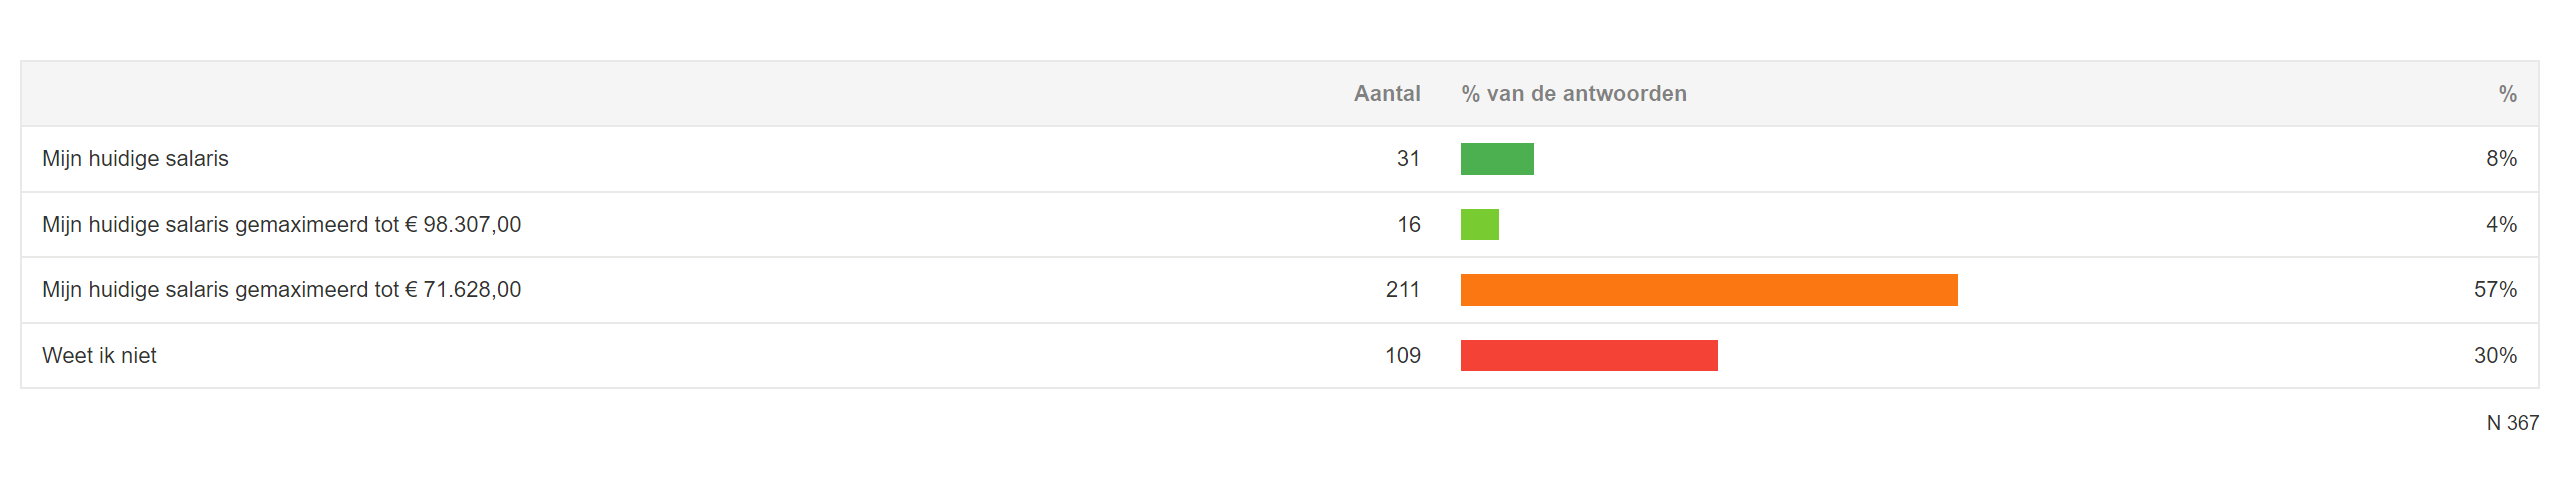 Aantal % van de antwoorden %
Mijn huidige salaris 31 8%
Mijn huidige salaris gemaximeerd tot € 98.307,00 16 4%
Mijn huidige salaris gemaximeerd tot € 71.628,00 211 57%
Weet ik niet 109 30%
N 367